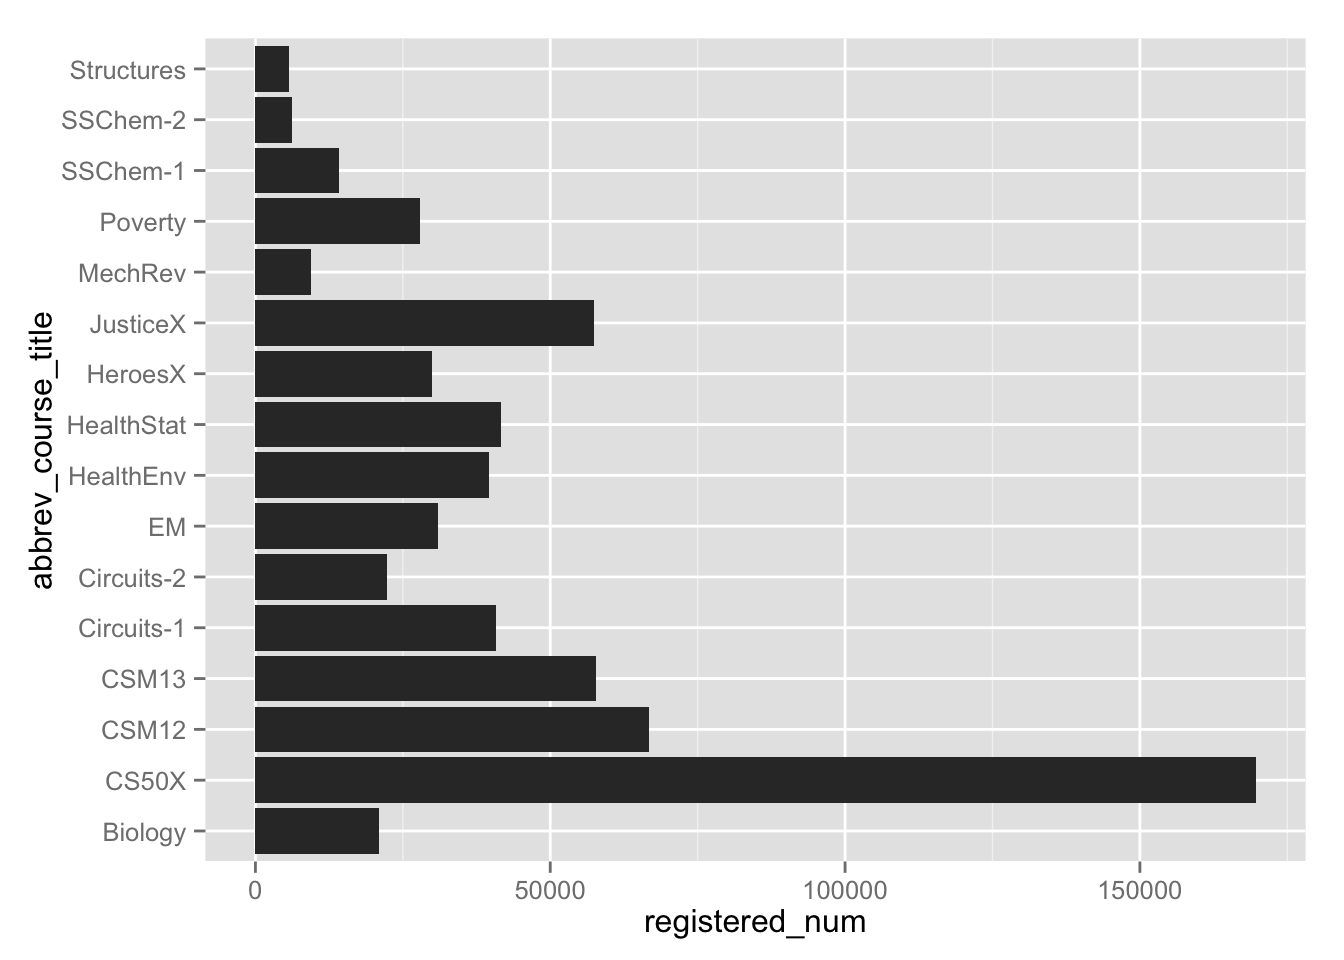 Structures
SSChem-2
SSChem-1
Poverty
MechRev
JusticeX
HeroesX
HealthStat
HealthEnv
EM
Circuits-2
Circuits-1
CSM13
CSM12
CS50X
Biology
abbrev_course_title
0 50000 100000 150000
registered_num